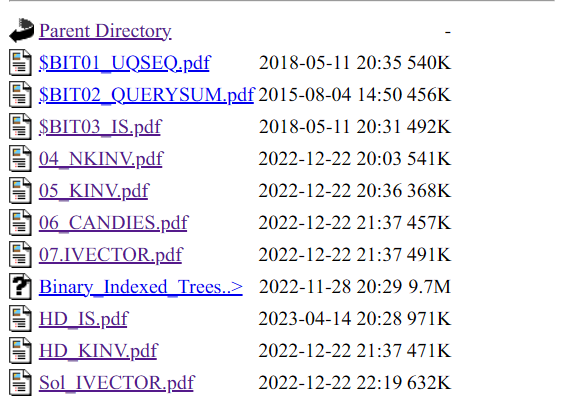 Parent Directory -
$BIT01_UQSEQ.pdf 2018-05-11 20:35 540K
$BIT02_QUERYSUM.pdf 2015-08-04 14:50 456K
$BIT03_IS.pdf 2018-05-11 20:31 492K
04_NKINV.pdf 2022-12-22 20:03 541K
05_KINV.pdf 2022-12-22 20:36 368K
06_CANDIES.pdf 2022-12-22 21:37 457K
07.IVECTOR.pdf 2022-12-22 21:37 491K
Binary_Indexed_Trees..> 2022-11-28 20:29 9.7M
HD_IS.pdf 2023-04-14 20:28 971K
HD_KINV.pdf 2022-12-22 21:37 471K
Sol_IVECTOR.pdf 2022-12-22 22:19 632K